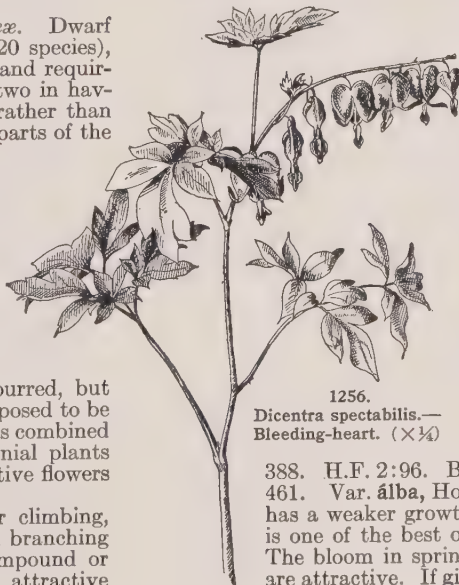 æ. Dwarf
20 species),
and requir-
two in hav-
rather than
parts of the
ourred, but
posed to be
s combined
nial plants
tive flowers
r climbing,
branching
mpound or
attractive
1256.
Dicentra spectabilis.—
Bleeding-heart. (×¼)
388. H.F. 2:96. B
461. Var. álba, Ho
has a weaker growt
is one of the best o
The bloom in sprin
are attractive. If gi